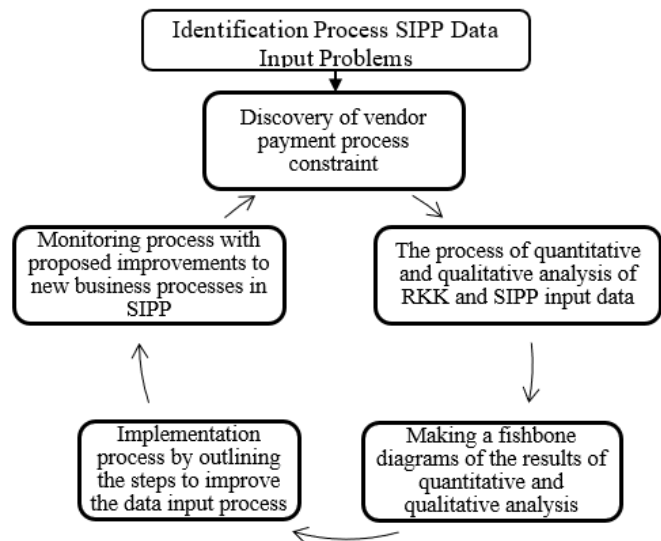 Identification Process SIPP Data
Input Problems
Discovery of vendor
payment process
constraint
Monitoring process with
proposed improvements to
new business processes in
SIPP
The process of quantitative
and qualitative analysis of
RKK and SIPP input data
Implementation
process by outlining
the steps to improve
the data input process
Making a fishbone
diagrams of the results of
quantitative and
qualitative analysis